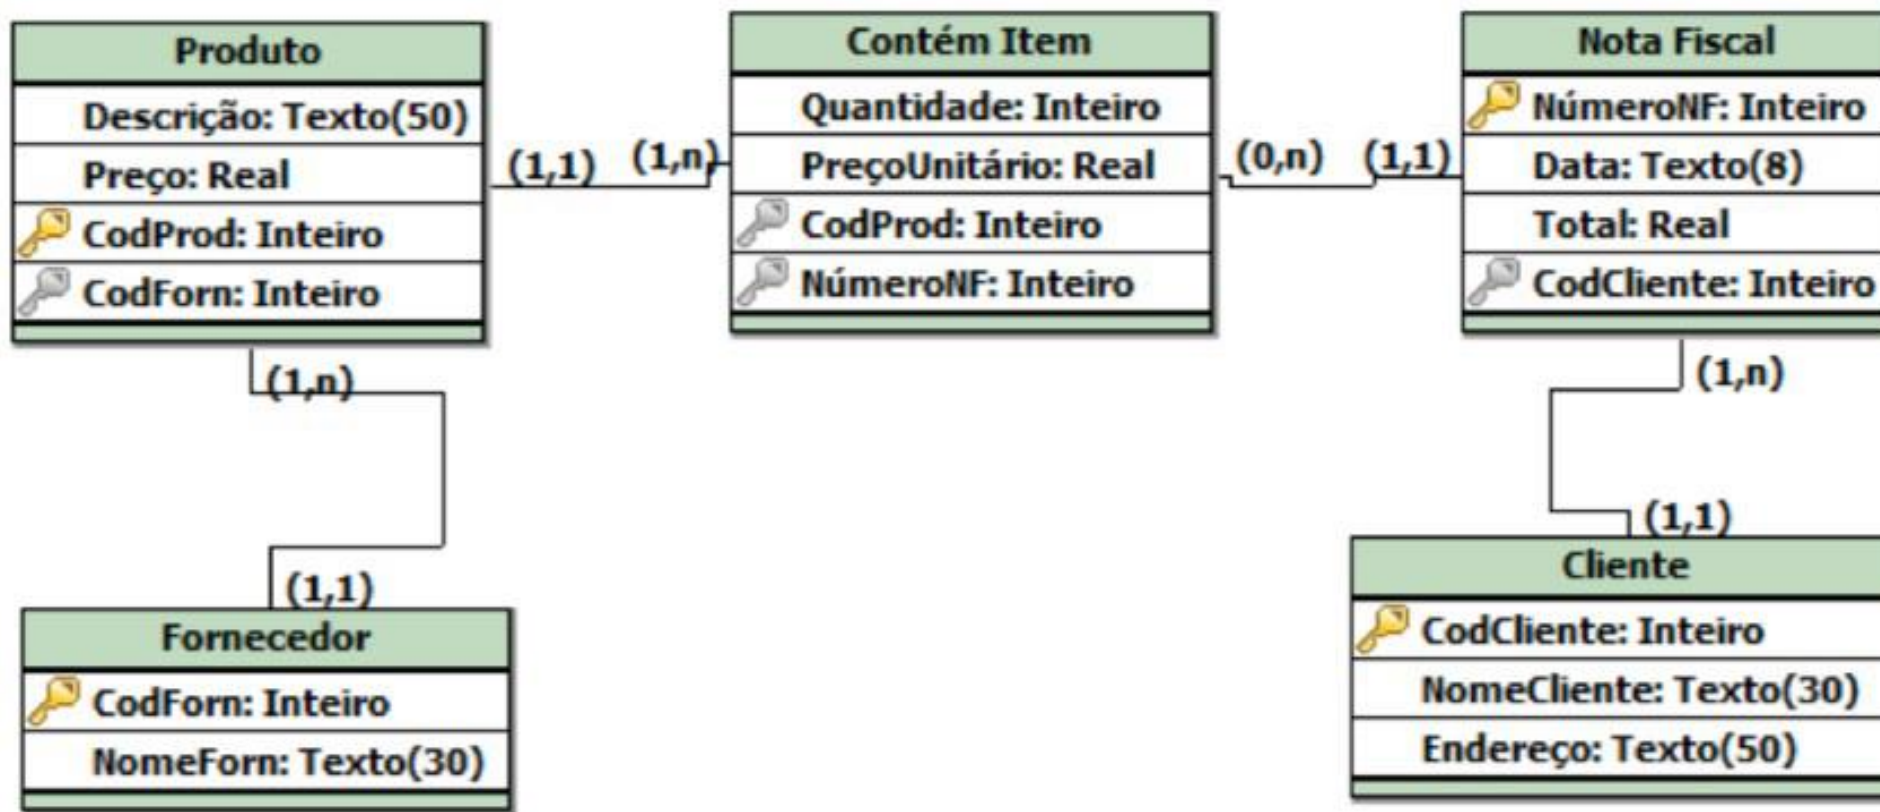 Produto
Descrição: Texto(50)
Preço: Real
CodProd: Inteiro
CodForn: Inteiro
(1,1)
(1,n)
Contém Item
Quantidade: Inteiro
PreçoUnitário: Real
CodProd: Inteiro
NúmeroNF: Inteiro
(0,n)
(1,1)
Nota Fiscal
NúmeroNF: Inteiro
Data: Texto(8)
Total: Real
CodCliente: Inteiro
(1,n)
(1,1)
Fornecedor
CodForn: Inteiro
NomeForn: Texto(30)
(1,n)
(1,1)
Cliente
CodCliente: Inteiro
NomeCliente: Texto(30)
Endereço: Texto(50)